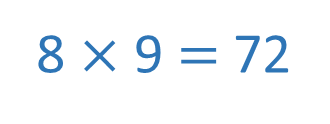 8 × 9 = 72